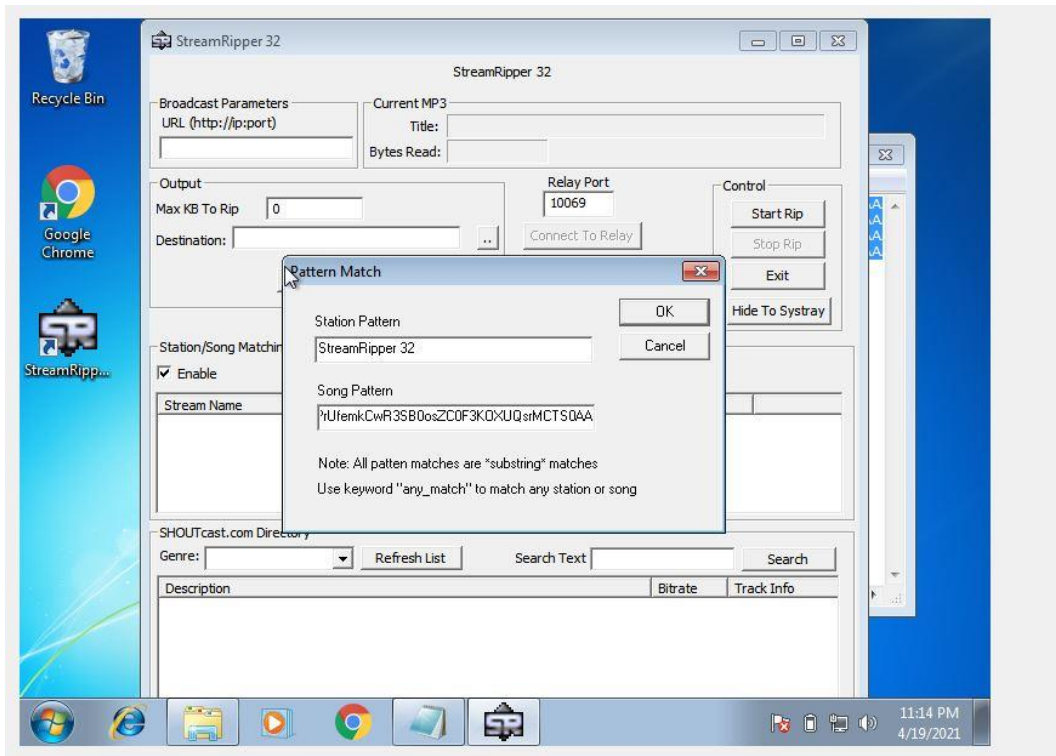 Recycle Bin
Google
Chrome
StreamRipp...
StreamRipper 32
StreamRipper 32
Broadcast Parameters
URL (http://ip:port)
Current MP3
Title:
Bytes Read:
Output
Max KB To Rip 0
Destination:
..
Relay Port
10069
Connect To Relay
Control
Start Rip
Stop Rip
Exit
Hide To Systray
Pattern Match
Station Pattern
StreamRipper 32
OK
Cancel
Song Pattern
Note: All patten matches are *substring* matches
Use keyword "any_match" to match any station or song
Enable
Stream Name
SHOUTcast.com
Genre:
Refresh List
Search Text
Search
Description
Bitrate
Track Info
11:14 PM
4/19/2021